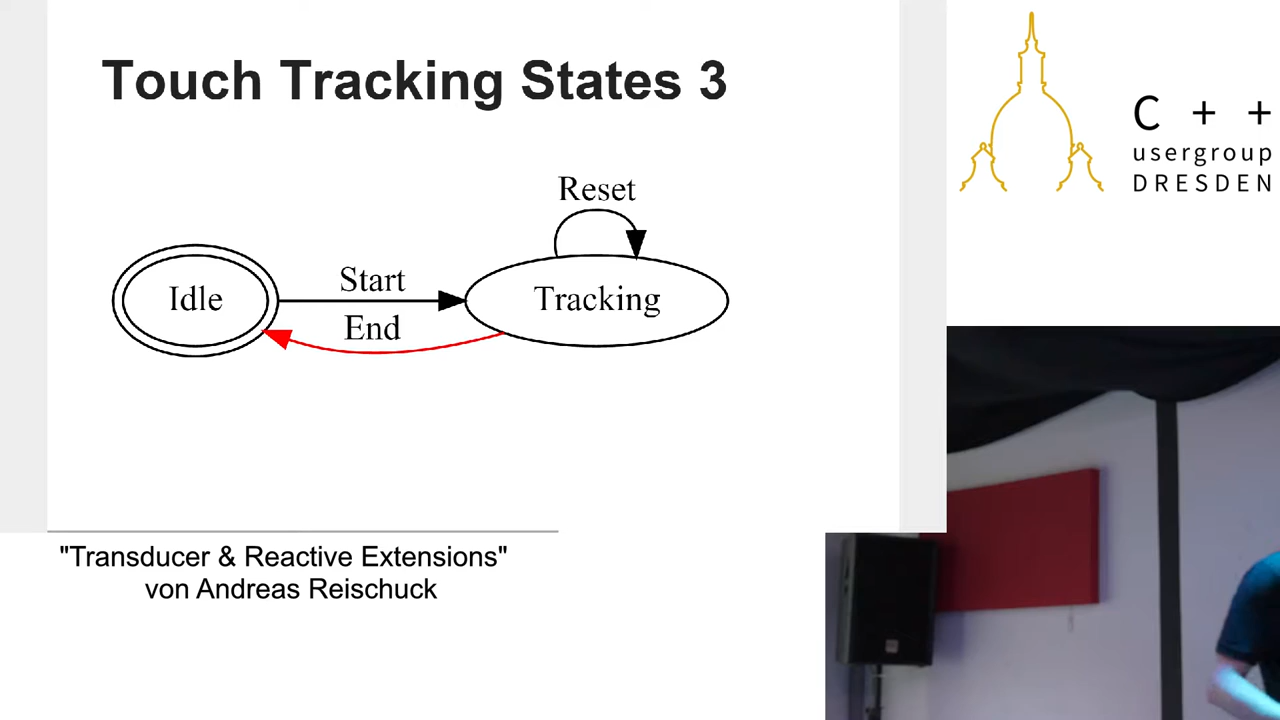 Touch Tracking States 3
Reset
Idle
Start
End
Tracking
"Transducer & Reactive Extensions"
von Andreas Reischuck
C + +
usergroup
DRESDEN